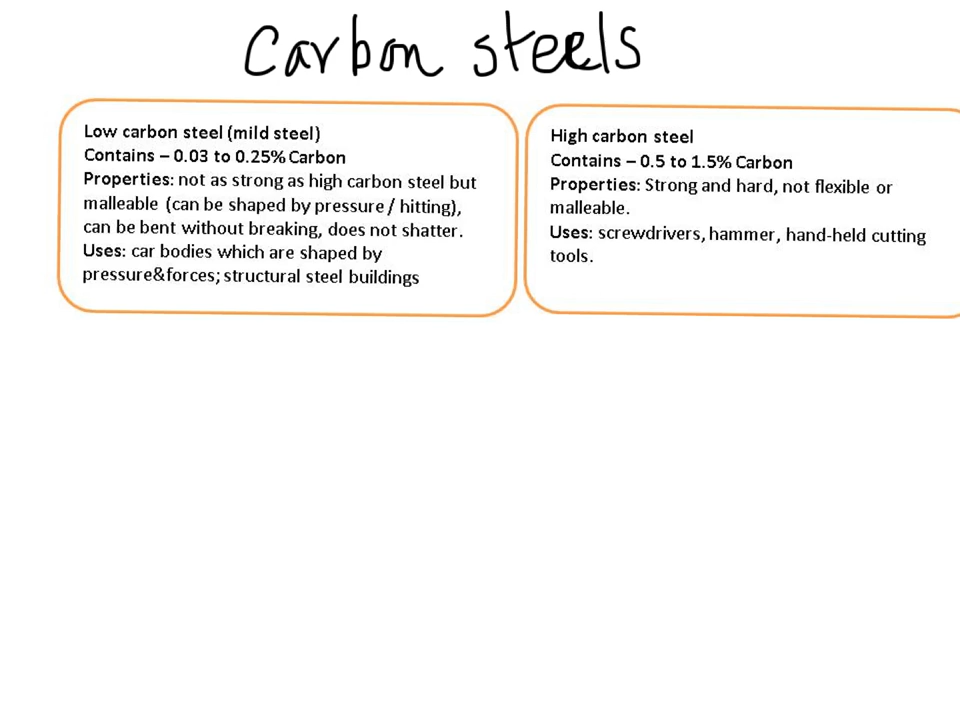 Carbon steels
Low carbon steel (mild steel)
Contains – 0.03 to 0.25% Carbon
Properties: not as strong as high carbon steel but
malleable (can be shaped by pressure / hitting),
can be bent without breaking, does not shatter.
Uses: car bodies which are shaped by
pressure&forces; structural steel buildings
High carbon steel
Contains – 0.5 to 1.5% Carbon
Properties: Strong and hard, not flexible or
malleable.
Uses: screwdrivers, hammer, hand-held cutting
tools.